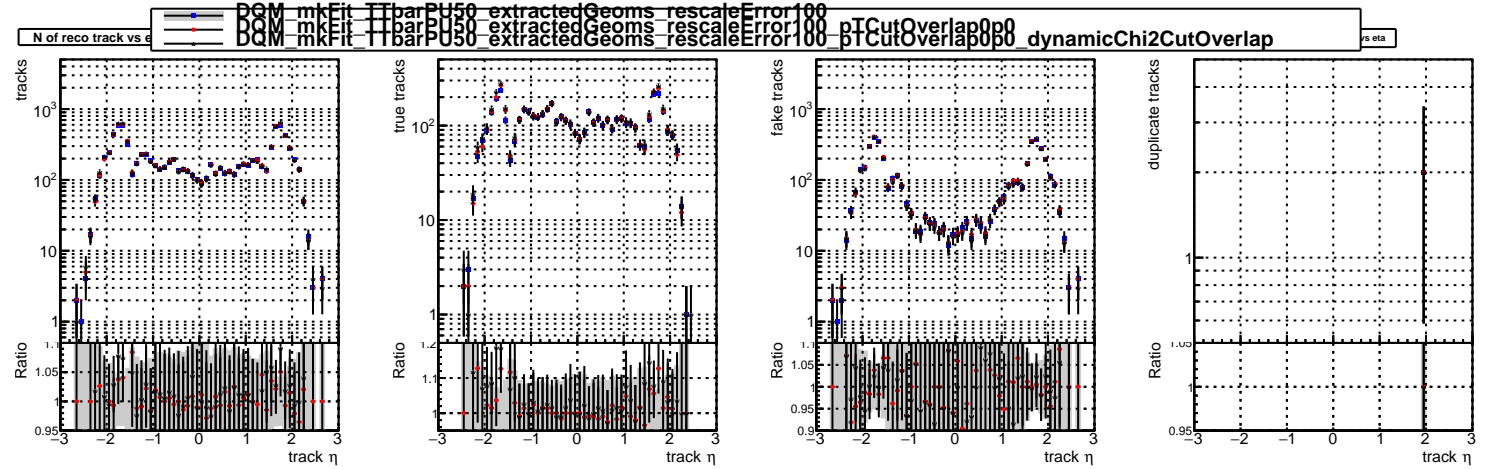 DQM_mkFit_TTbarPU50_extractedGeoms_rescaleError100
DQM_mkFit_TTbarPU50_extractedGeoms_rescaleError100_pTCutOverlap0p0
DQM_mkFit_TTbarPU50_extractedGeoms_rescaleError100_pTCutOverlap0p0_dynamicChi2CutOverlap
N of reco track vs e
vs eta
tracks
10³
10²
10
1
Ratio
1.1
1.05
1
0.95
−3 −2 −1 0 1 2 3
track η
true tracks
10²
10
1
Ratio
1.2
1.1
1
−3 −2 −1 0 1 2 3
track η
fake tracks
10³
10²
10
1
Ratio
1.1
1.05
1
0.95
0.9
−3 −2 −1 0 1 2 3
track η
duplicate tracks
1
Ratio
1.05
1
0.95
−3 −2 −1 0 1 2 3
track η